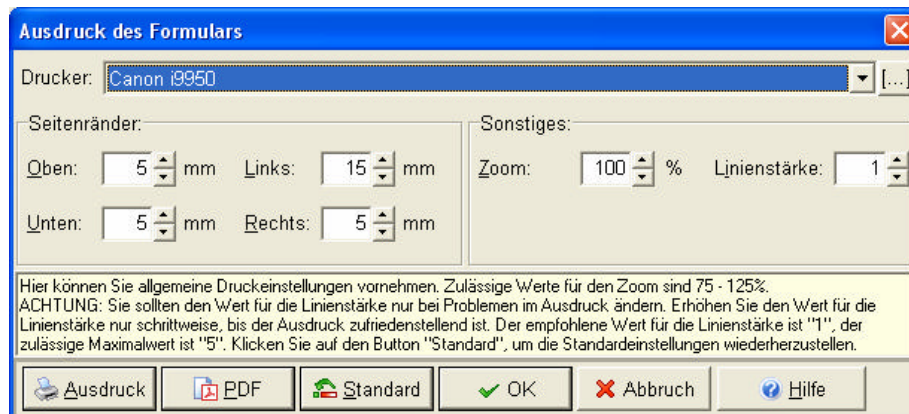 Ausdruck des Formulars
Drucker: Canon i9950 [...]
Seitenränder: Sonstiges:
Oben: 5 mm Links: 15 mm Zoom: 100 % Linienstärke: 1
Unten: 5 mm Rechts: 5 mm
Hier können Sie allgemeine Druckeinstellungen vornehmen. Zulässige Werte für den Zoom sind 75 - 125%.
ACHTUNG: Sie sollten den Wert für die Linienstärke nur bei Problemen im Ausdruck ändern. Erhöhen Sie den Wert für die
Linienstärke nur schrittweise, bis der Ausdruck zufriedenstellend ist. Der empfohlene Wert für die Linienstärke ist "1", der
zulässige Maximalwert ist "5". Klicken Sie auf den Button "Standard", um die Standardeinstellungen wiederherzustellen.
Ausdruck PDF Standard OK Abbruch Hilfe